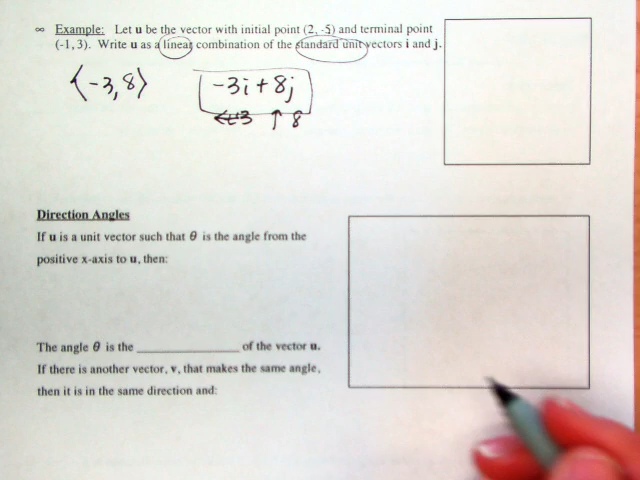 ∞ Example: Let u be the vector with initial point (2, -5) and terminal point
(-1, 3). Write u as a linear combination of the standard unit vectors i and j.
⟨-3, 8⟩ -3i + 8j
← 3 ↑ 8
Direction Angles
If u is a unit vector such that θ is the angle from the
positive x-axis to u, then:
The angle θ is the ________________ of the vector u.
If there is another vector, v, that makes the same angle,
then it is in the same direction and: